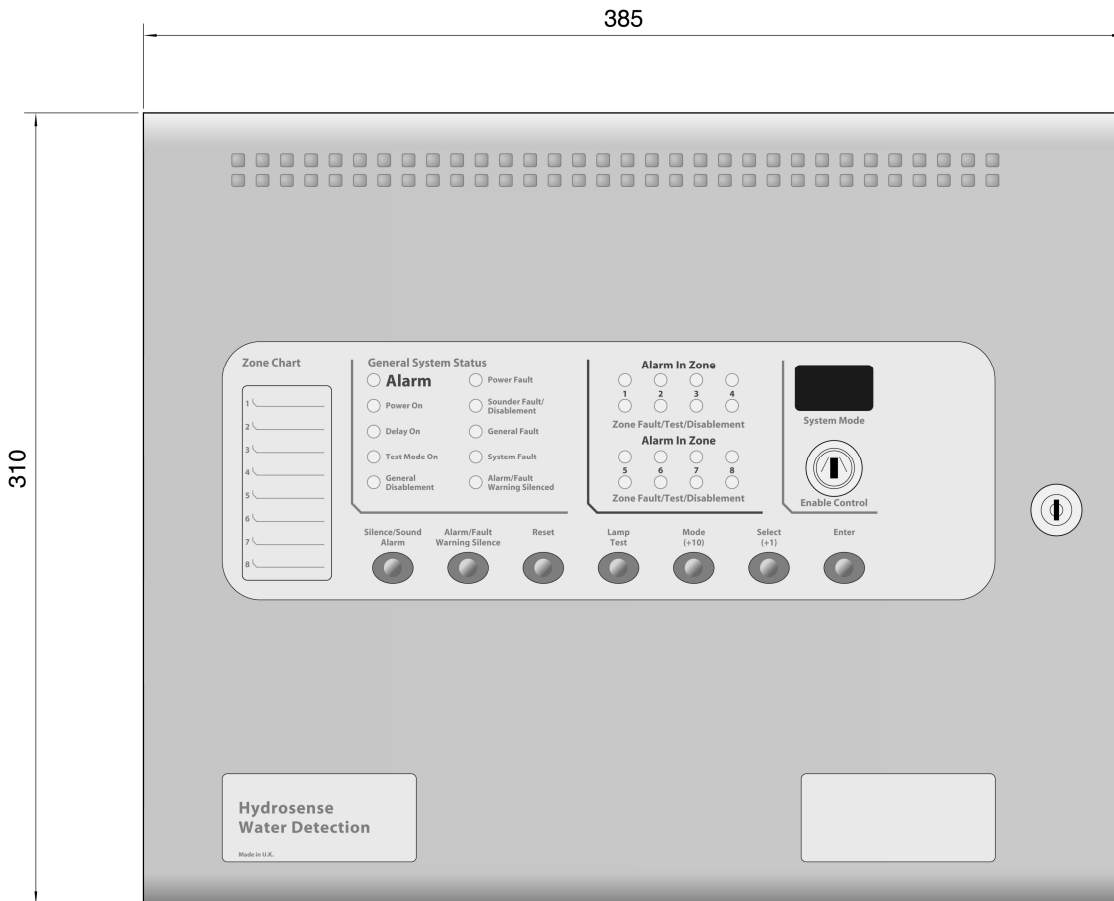 385
310
Zone Chart
1
2
3
4
5
6
7
8
General System Status
Alarm
Power On
Delay On
Test Mode On
General
Disablement
Power Fault
Sounder Fault/
Disablement
General Fault
System Fault
Alarm/Fault
Warning Silenced
Alarm In Zone
1 2 3 4
Zone Fault/Test/Disablement
Alarm In Zone
5 6 7 8
Zone Fault/Test/Disablement
System Mode
Enable Control
Silence/Sound
Alarm
Alarm/Fault
Warning Silence
Reset
Lamp
Test
Mode
(+10)
Select
(+1)
Enter
Hydrosense
Water Detection
Made in U.K.